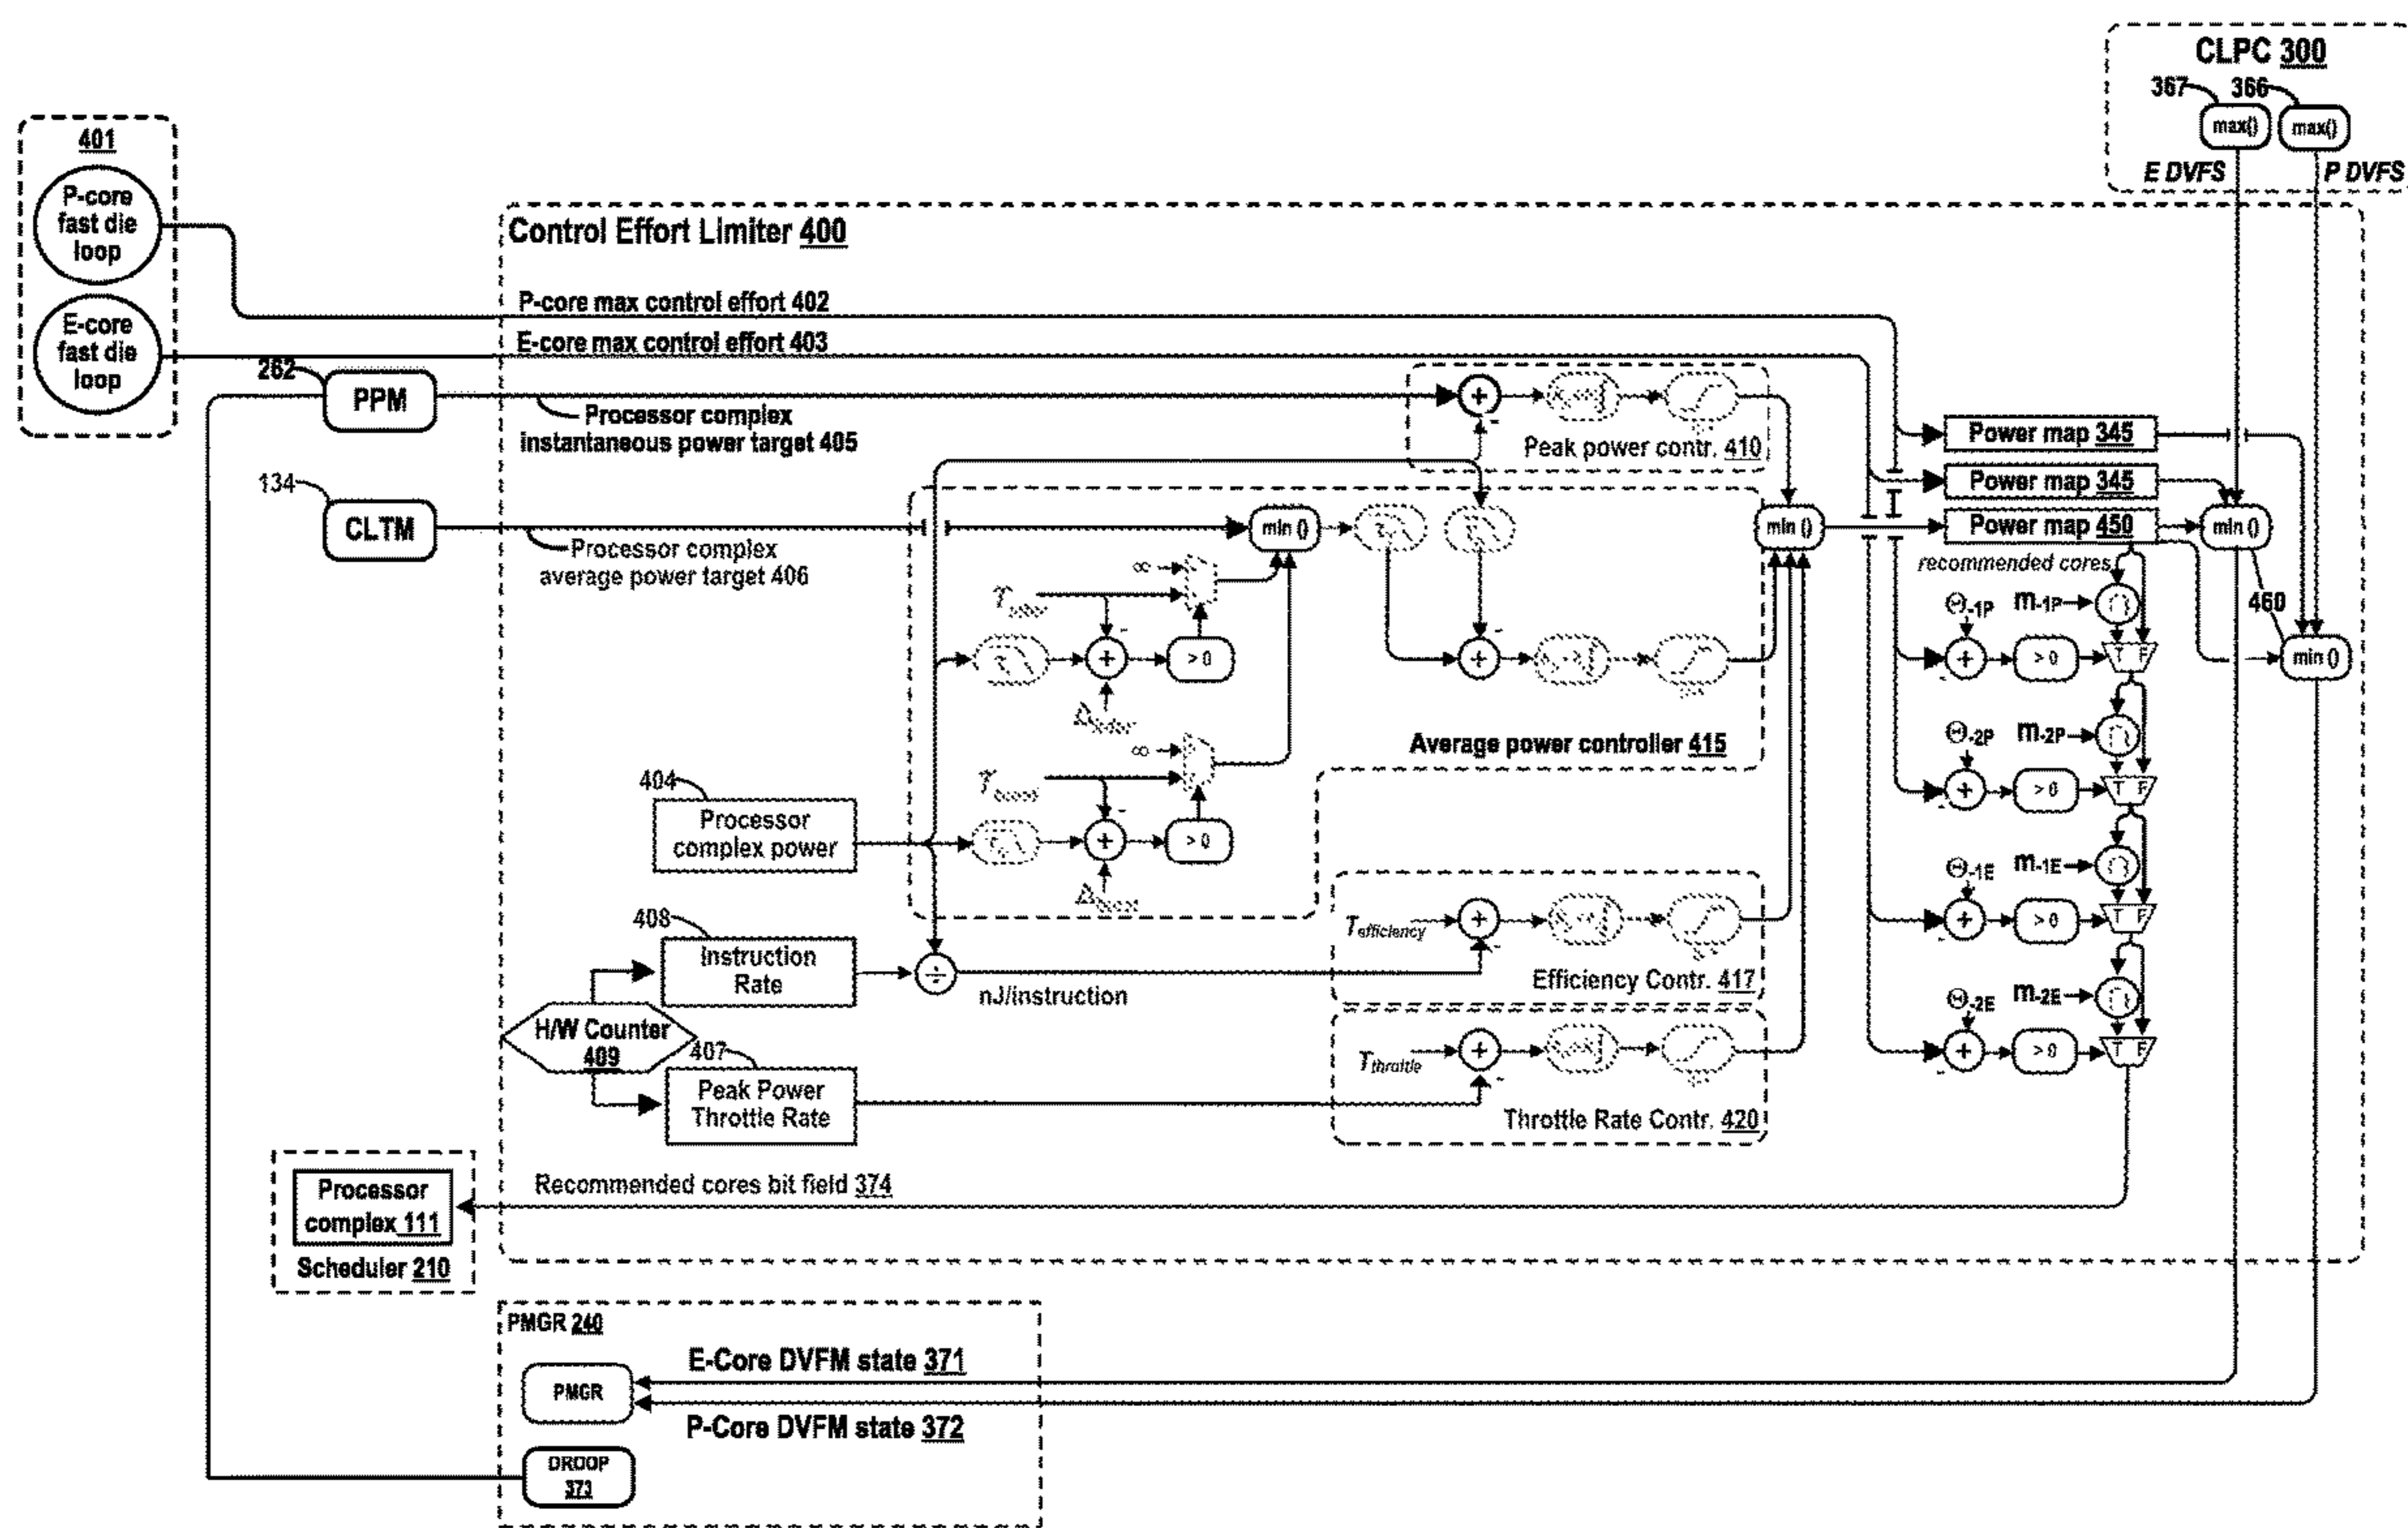 CLPC 300
367
366
max()
max()
E DVFS
P DVFS
401
P-core
fast die
loop
E-core
fast die
loop
Control Effort Limiter 400
P-core max control effort 402
E-core max control effort 403
262
PPM
Processor complex
instantaneous power target 405
+
-
Peak power contr. 410
134
CLTM
Processor complex
average power target 406
min ()
min ()
Power map 345
Power map 345
Power map 450
recommended cores
min ()
460
min ()
∞
+
-
> 0
∞
+
-
> 0
+
-
Average power controller 415
404
Processor
complex power
408
Instruction
Rate
÷
nJ/instruction
Tefficiency
+
-
Efficiency Contr. 417
H/W Counter
409
407
Peak Power
Throttle Rate
Tthrottle
+
-
Throttle Rate Contr. 420
Θ-1P
m-1P
+
-
> 0
T F
Θ-2P
m-2P
+
-
> 0
T F
Θ-1E
m-1E
+
-
> 0
T F
Θ-2E
m-2E
+
-
> 0
T F
Recommended cores bit field 374
Processor
complex 111
Scheduler 210
PMGR 240
PMGR
E-Core DVFM state 371
P-Core DVFM state 372
DROOP
373